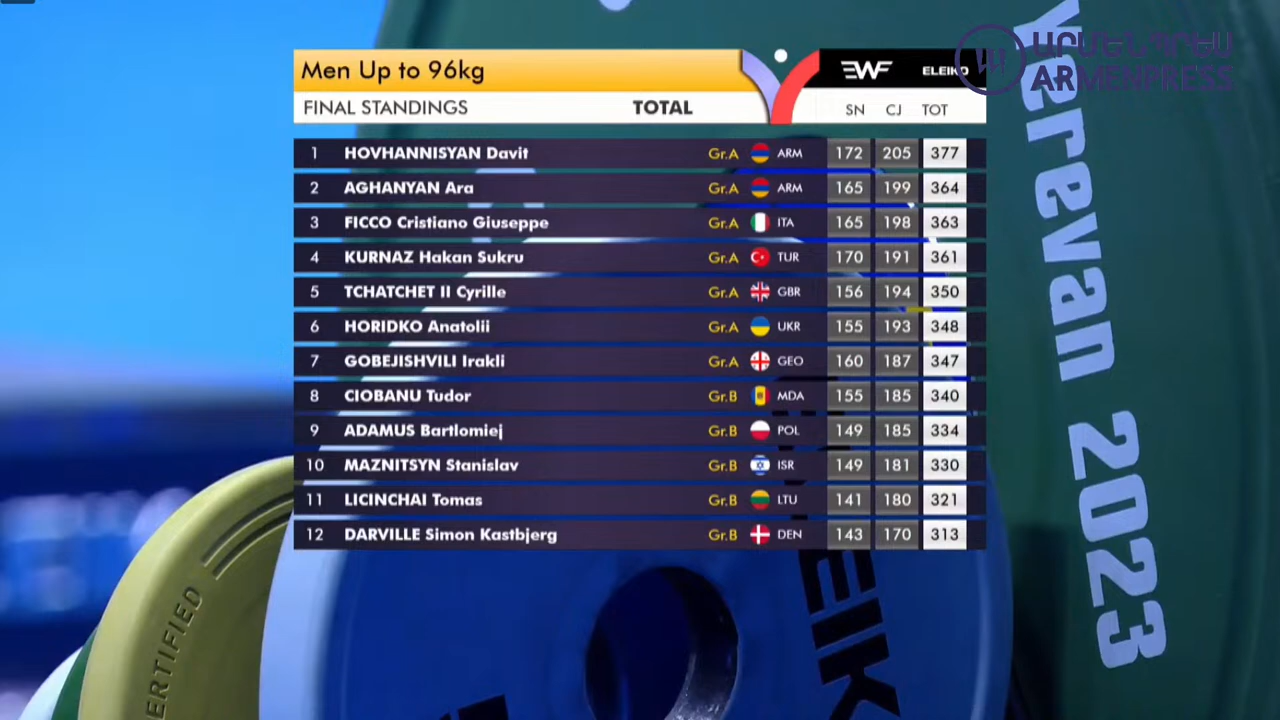 Men Up to 96kg
EWF
ELEIKO
ԱՐՄԵՆՊՐԵՍ
ARMENPRESS
FINAL STANDINGS TOTAL SN CJ TOT
1 HOVHANNISYAN Davit Gr.A ARM 172 205 377
2 AGHANYAN Ara Gr.A ARM 165 199 364
3 FICCO Cristiano Giuseppe Gr.A ITA 165 198 363
4 KURNAZ Hakan Sukru Gr.A TUR 170 191 361
5 TCHATCHET II Cyrille Gr.A GBR 156 194 350
6 HORIDKO Anatolii Gr.A UKR 155 193 348
7 GOBEJISHVILI Irakli Gr.A GEO 160 187 347
8 CIOBANU Tudor Gr.B MDA 155 185 340
9 ADAMUS Bartlomiej Gr.B POL 149 185 334
10 MAZNITSYN Stanislav Gr.B ISR 149 181 330
11 LICINCHAI Tomas Gr.B LTU 141 180 321
12 DARVILLE Simon Kastbjerg Gr.B DEN 143 170 313
yerevan 2023
ERTIFIED
EIK